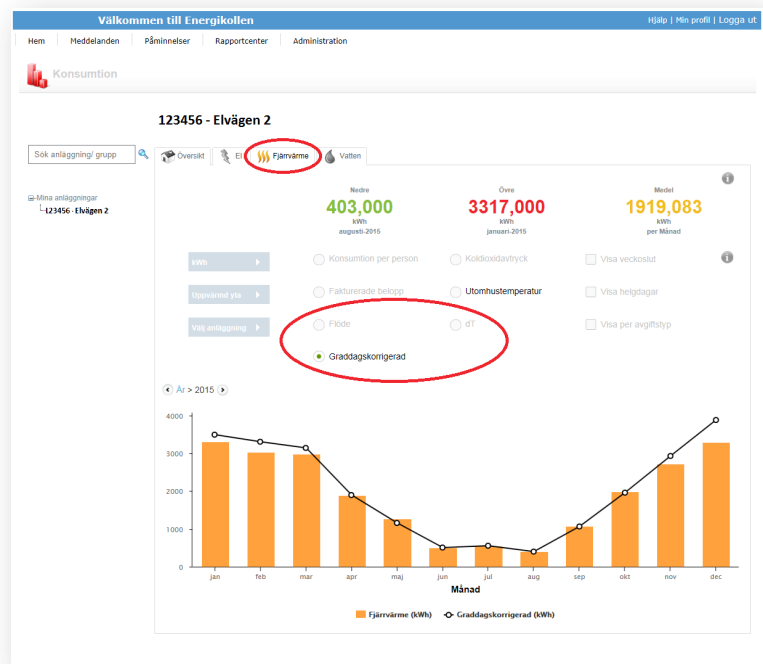 Välkommen till Energikollen
Hjälp | Min profil | Logga ut
Hem Meddelanden Påminnelser Rapportcenter Administration
Konsumtion
123456 - Elvägen 2
Sök anläggning/ grupp
Översikt El Fjärrvärme Vatten
Mina anläggningar
123456 - Elvägen 2
Nedre Övre Medel
403,000 3317,000 1919,083
kWh kWh kWh
augusti-2015 januari-2015 per Månad
kWh Konsumtion per person Koldioxidavtryck Visa veckoslut
Uppvärmd yta Fakturerade belopp Utomhustemperatur Visa helgdagar
Välj anläggning Flöde dT Visa per avgiftstyp
Graddagskorrigerad
År > 2015
4000
3000
2000
1000
0
jan feb mar apr maj jun jul aug sep okt nov dec
Månad
Fjärrvärme (kWh) Graddagskorrigerad (kWh)